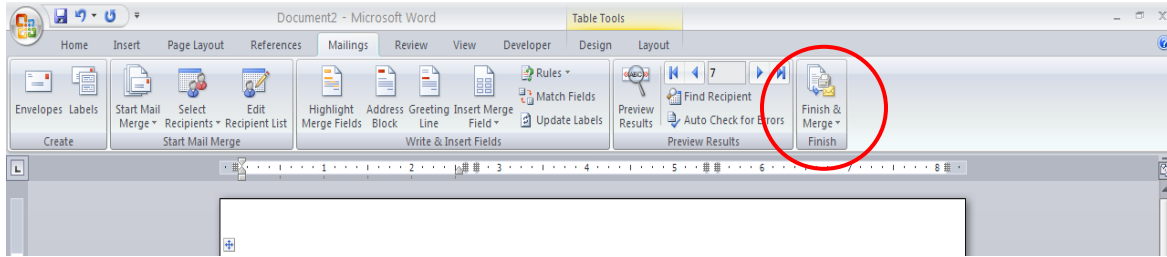 Document2 - Microsoft Word Table Tools
Home Insert Page Layout References Mailings Review View Developer Design Layout
Envelopes Labels
Create
Start Mail Merge Select Recipients Edit Recipient List
Start Mail Merge
Highlight Merge Fields Address Block Greeting Line Insert Merge Field
Rules
Match Fields
Update Labels
Write & Insert Fields
ABC
Preview Results
7
Find Recipient
Auto Check for Errors
Preview Results
Finish & Merge
Finish
L
1 2 3 4 5 6 7 8